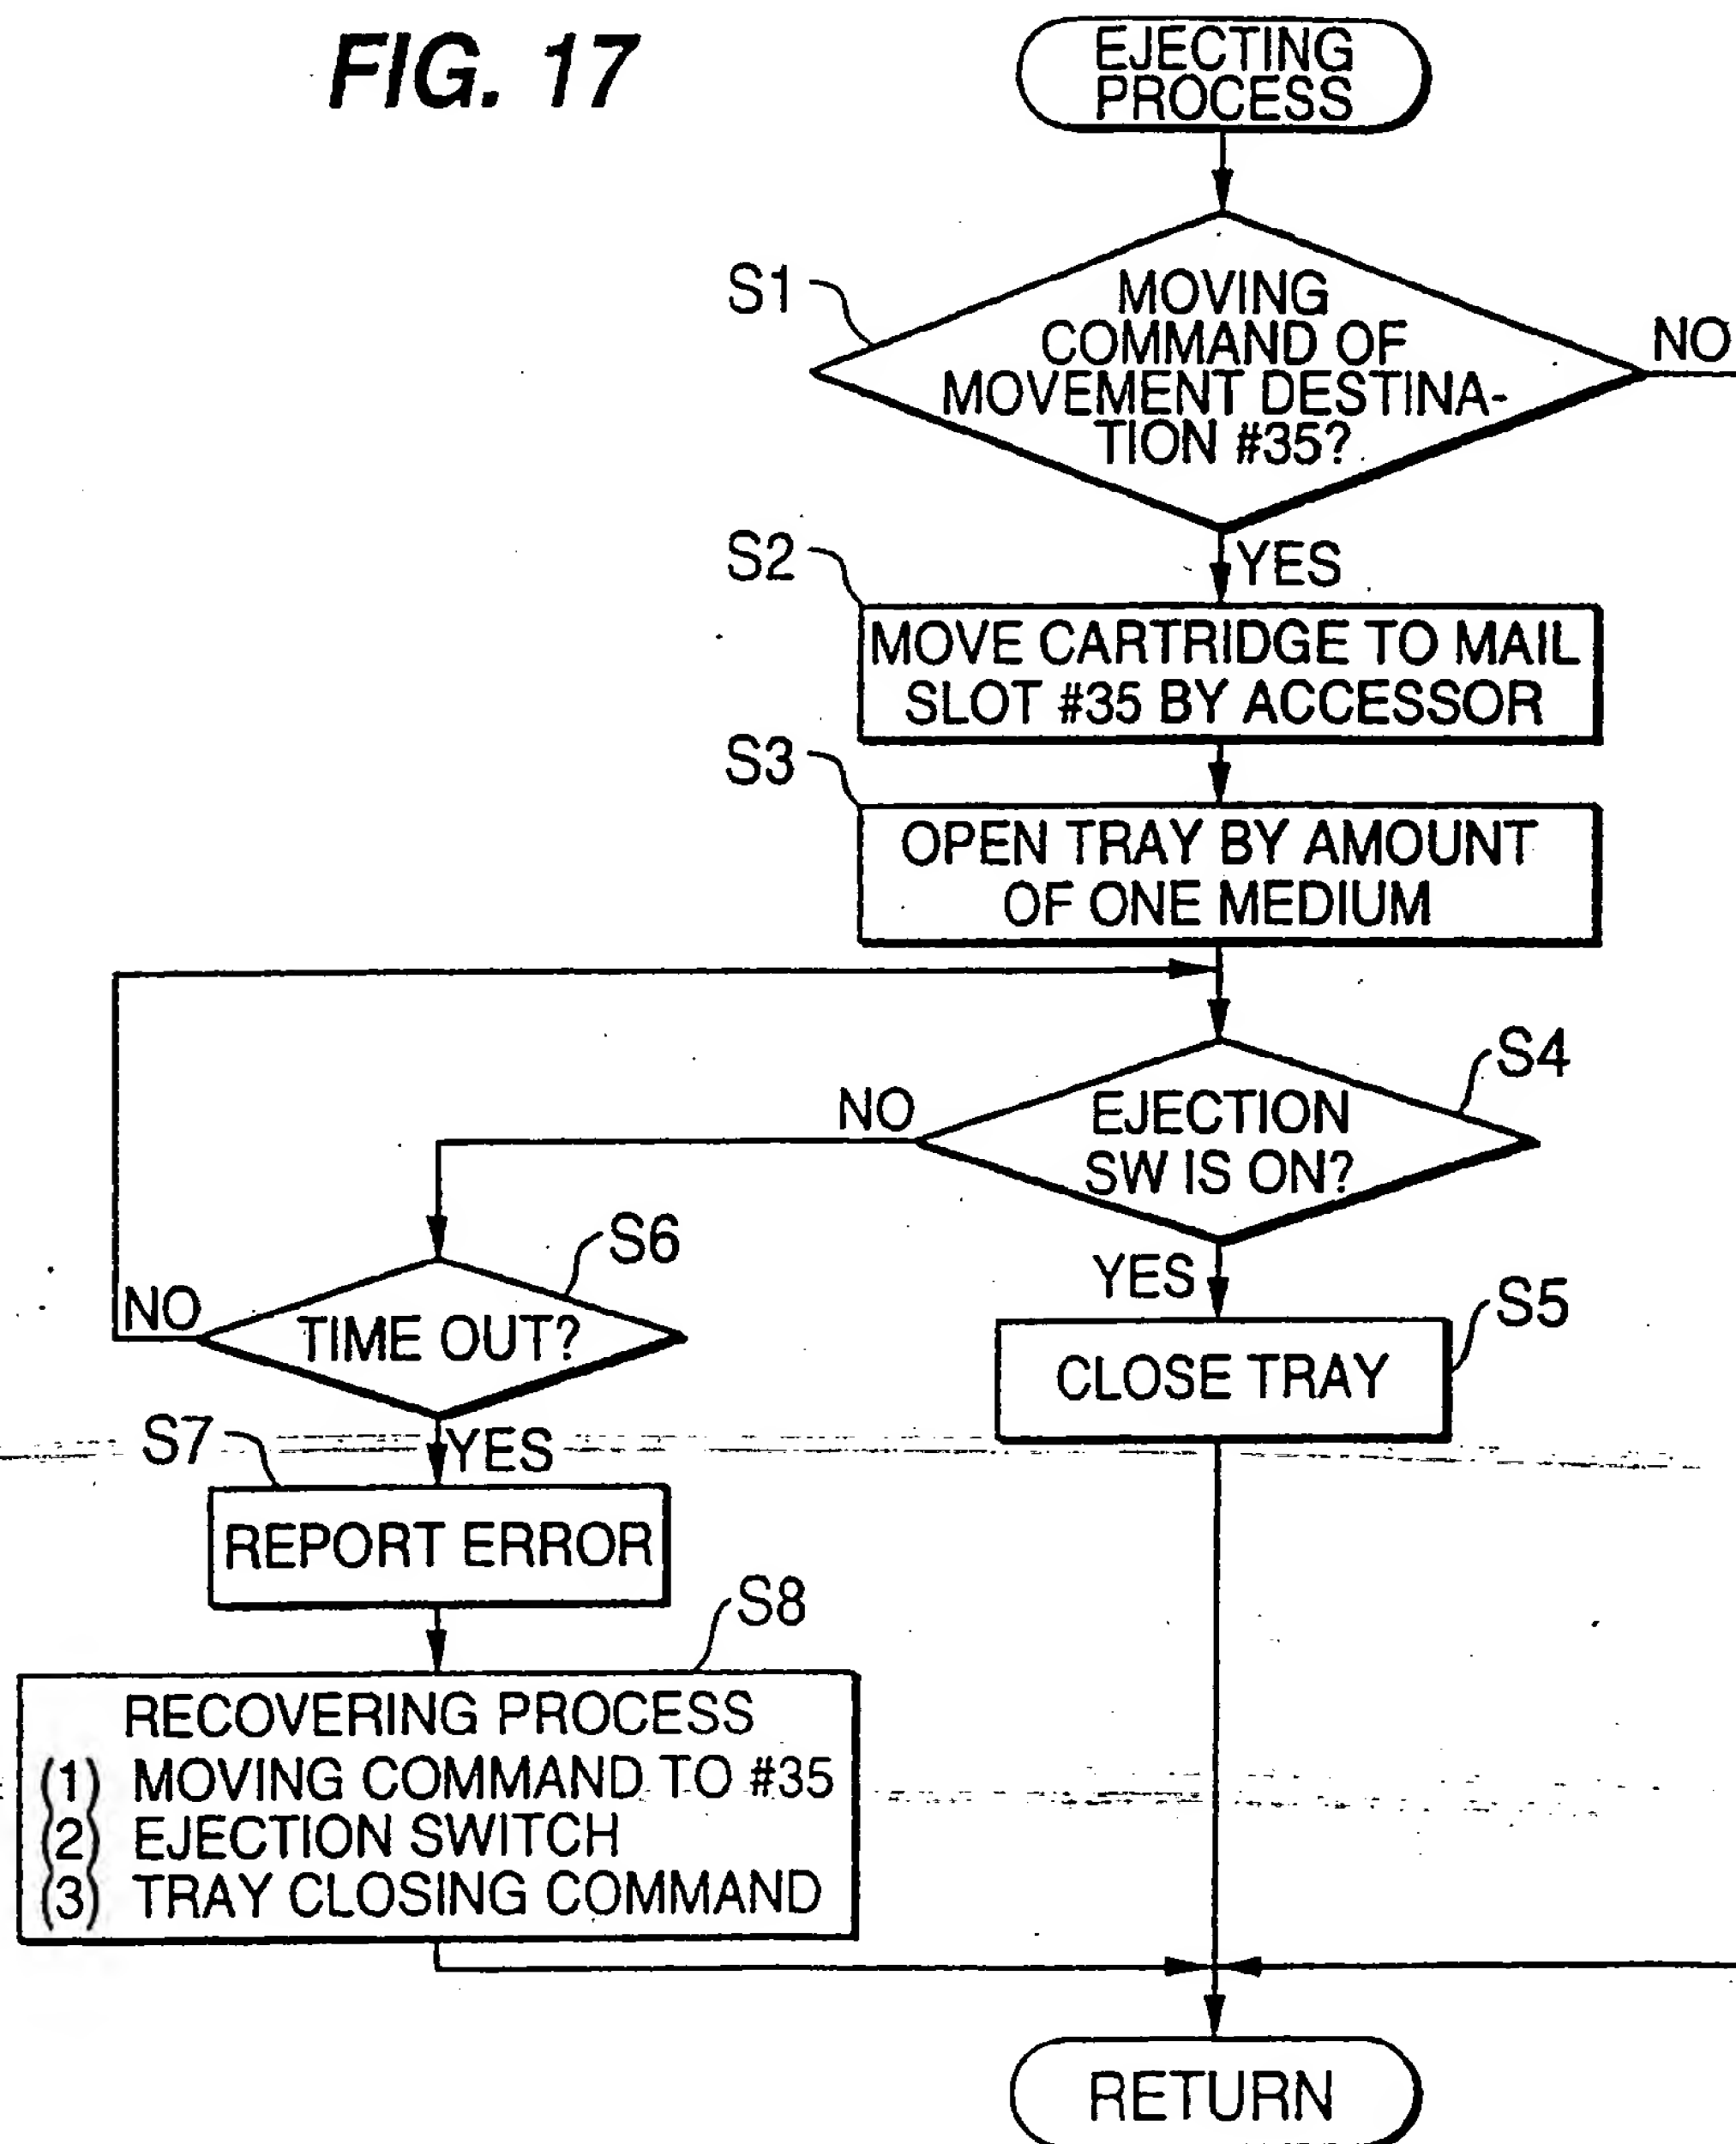 FIG. 17
EJECTING
PROCESS
S1
MOVING
COMMAND OF
MOVEMENT DESTINA-
TION #35?
NO
S2
YES
MOVE CARTRIDGE TO MAIL
SLOT #35 BY ACCESSOR
S3
OPEN TRAY BY AMOUNT
OF ONE MEDIUM
S4
NO
EJECTION
SW IS ON?
S6
YES
NO
TIME OUT?
S5
CLOSE TRAY
S7
YES
REPORT ERROR
S8
RECOVERING PROCESS
(1) MOVING COMMAND TO #35
(2) EJECTION SWITCH
(3) TRAY CLOSING COMMAND
RETURN